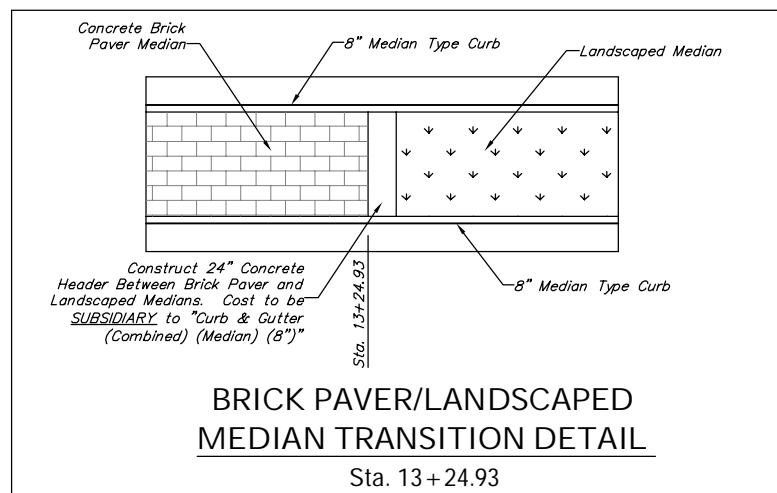 Concrete Brick
Paver Median
8" Median Type Curb
Landscaped Median
Construct 24" Concrete
Header Between Brick Paver and
Landscaped Medians. Cost to be
SUBSIDIARY to "Curb & Gutter
(Combined) (Median) (8")"
Sta. 13+24.93
8" Median Type Curb
BRICK PAVER/LANDSCAPED
MEDIAN TRANSITION DETAIL
Sta. 13+24.93